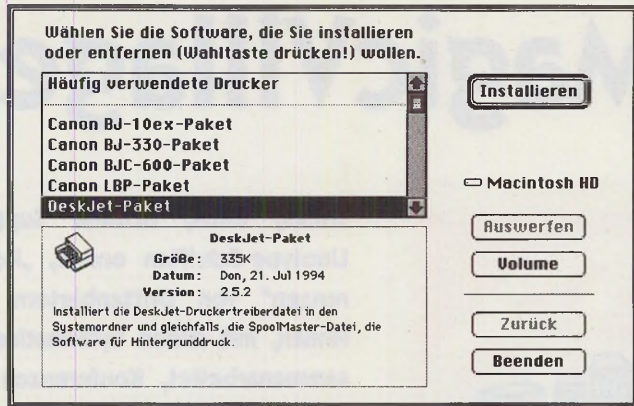 Wählen Sie die Software, die Sie installieren
oder entfernen (Wahltaste drücken!) wollen.
Häufig verwendete Drucker
Canon BJ-10ex-Paket
Canon BJ-330-Paket
Canon BJC-600-Paket
Canon LBP-Paket
DeskJet-Paket
DeskJet-Paket
Größe: 335K
Datum: Don, 21. Jul 1994
Version: 2.5.2
Installiert die DeskJet-Druckertreiberdatei in den
Systemordner und gleichfalls, die SpoolMaster-Datei, die
Software für Hintergrunddruck.
Installieren
Macintosh HD
Auswerfen
Volume
Zurück
Beenden